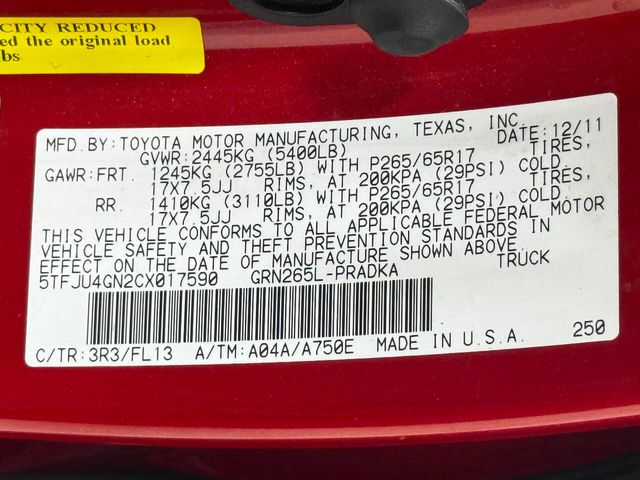 CITY REDUCED
ed the original load
lbs
MFD.BY:TOYOTA MOTOR MANUFACTURING, TEXAS, INC.
GVWR:2445KG (5400LB) DATE:12/11
GAWR:FRT. 1245KG (2755LB) WITH P265/65R17 TIRES,
17X7.5JJ RIMS, AT 200KPA (29PSI) COLD.
RR. 1410KG (3110LB) WITH P265/65R17 TIRES,
17X7.5JJ RIMS, AT 200KPA (29PSI) COLD.
THIS VEHICLE CONFORMS TO ALL APPLICABLE FEDERAL MOTOR
VEHICLE SAFETY AND THEFT PREVENTION STANDARDS IN
EFFECT ON THE DATE OF MANUFACTURE SHOWN ABOVE.
5TFJU4GN2CX017590 GRN265L-PRADKA TRUCK
C/TR:3R3/FL13 A/TM:A04A/A750E MADE IN U.S.A. 250